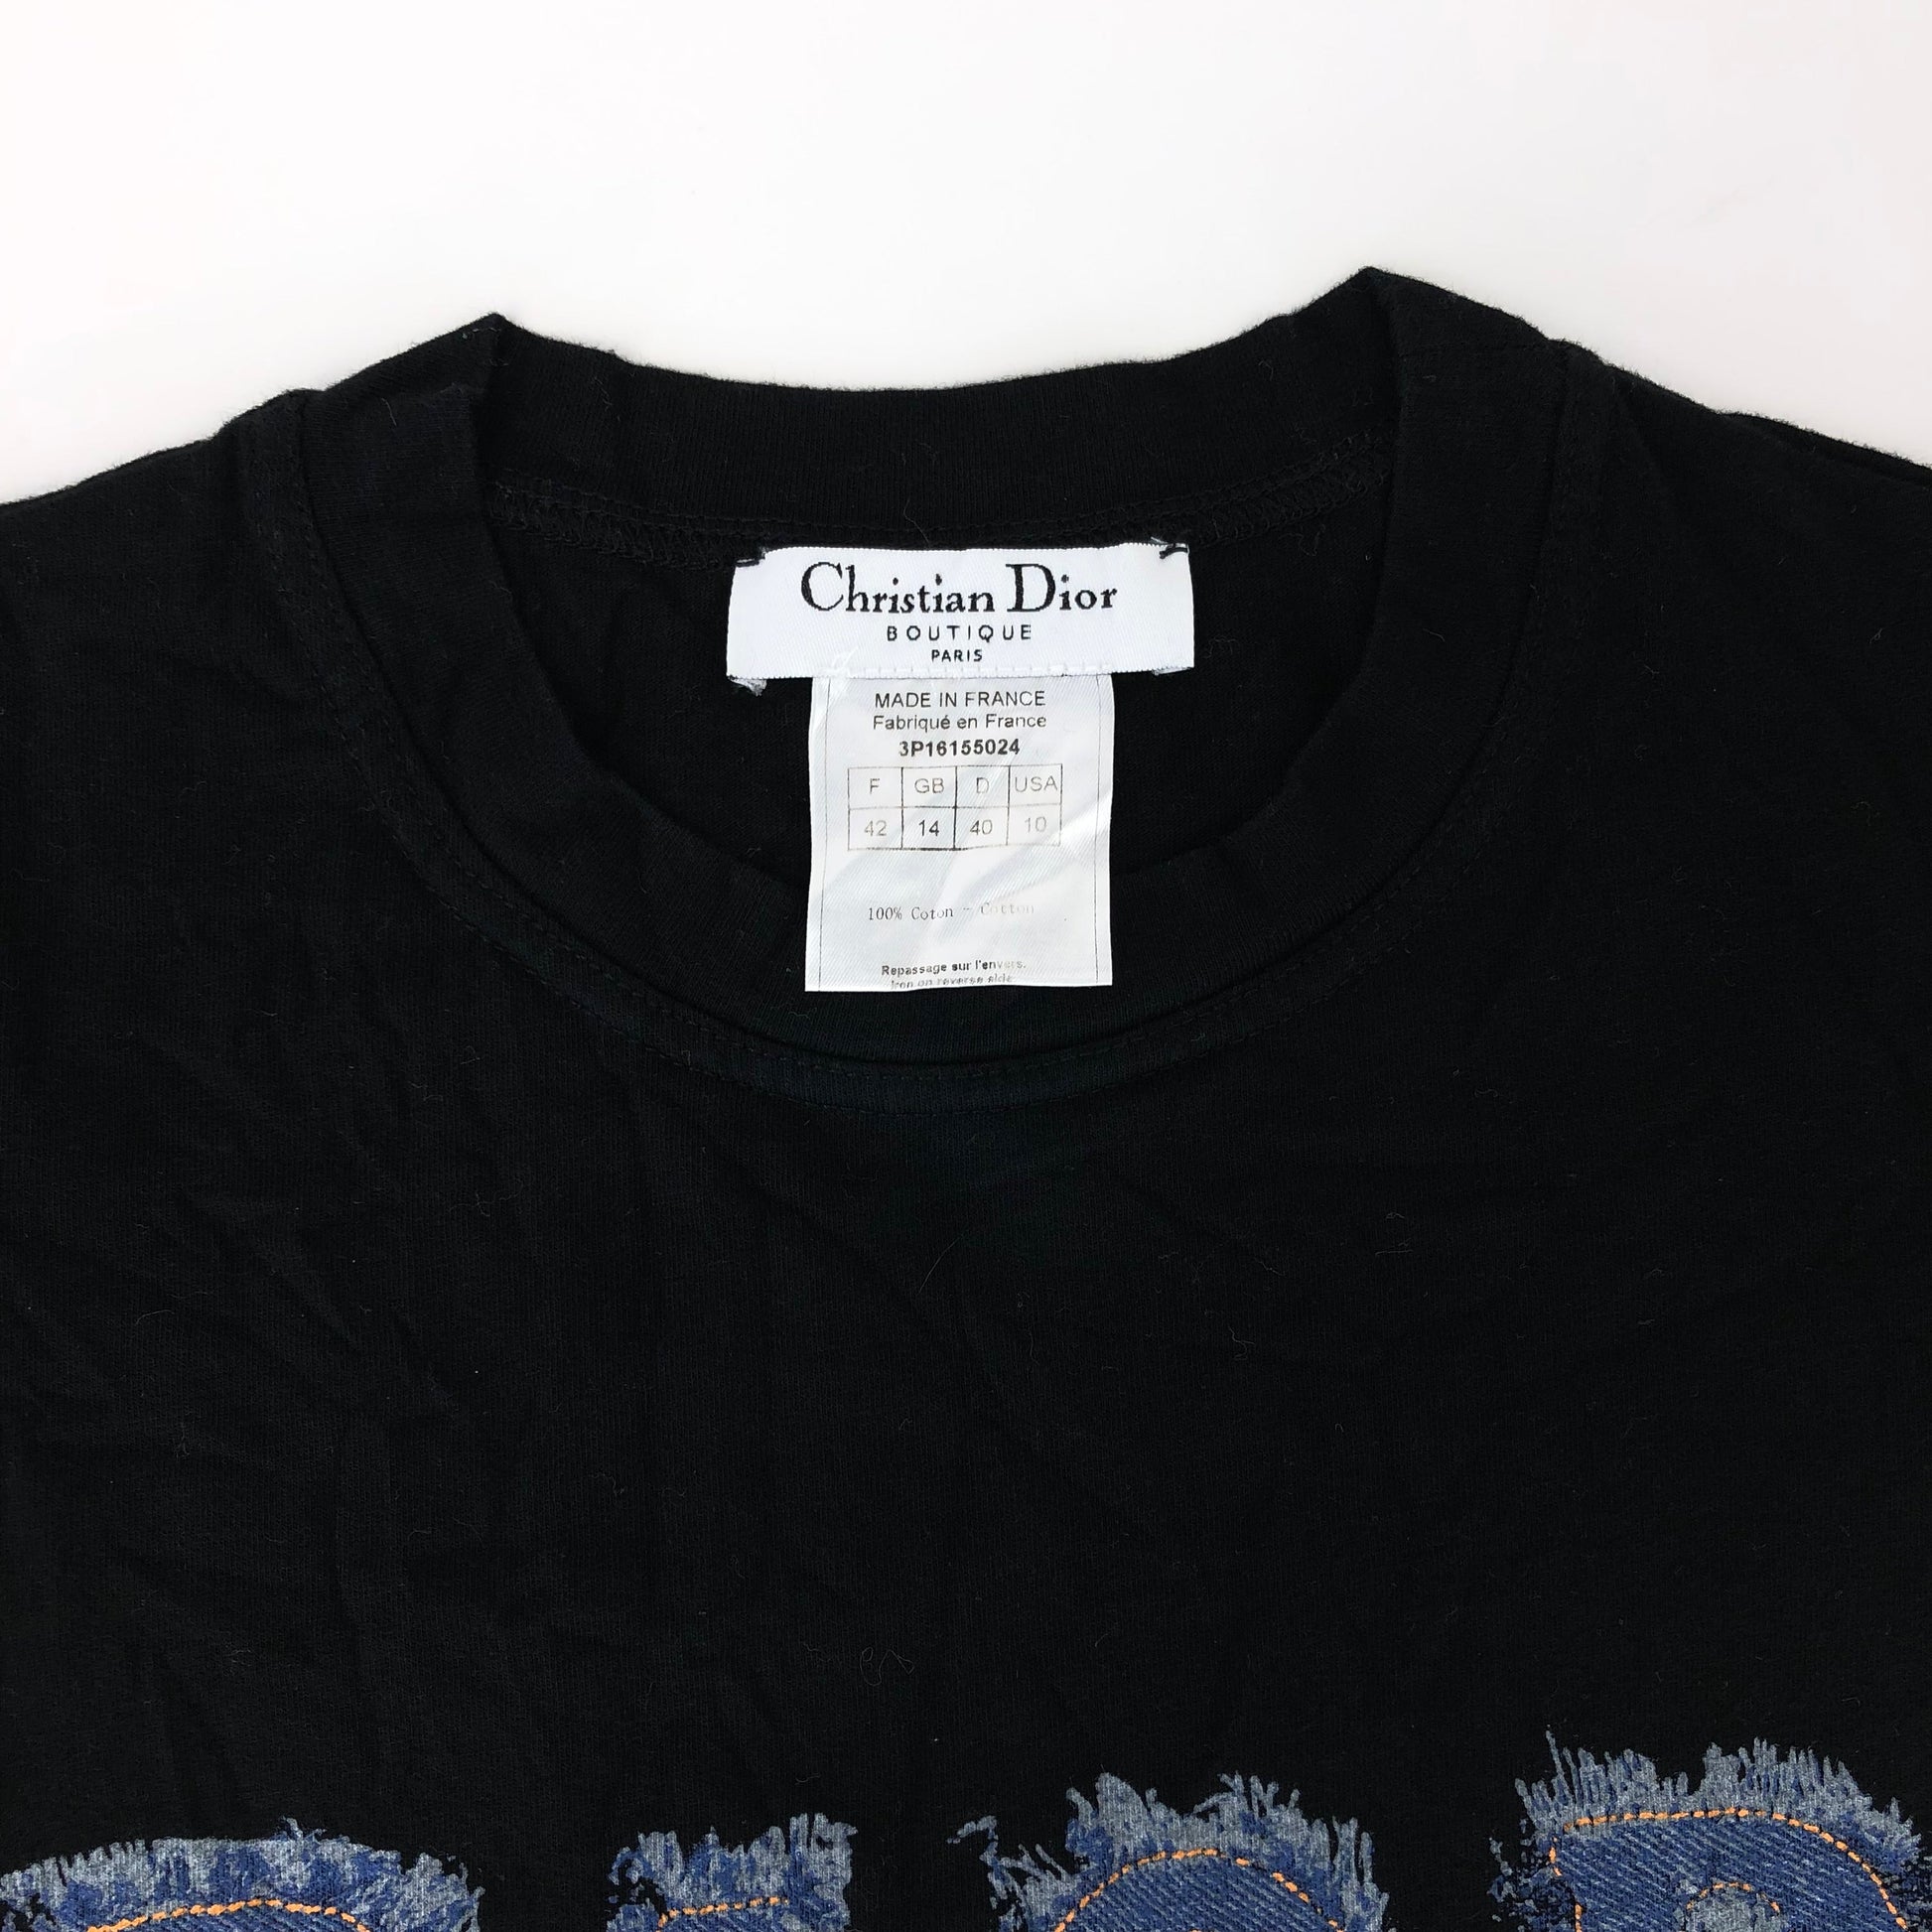 Christian Dior
BOUTIQUE
PARIS
MADE IN FRANCE
Fabriqué en France
3P16155024
F GB D USA
42 14 40 10
100% Coton - Cotton
Repassage sur l'envers.
Iron on reverse side